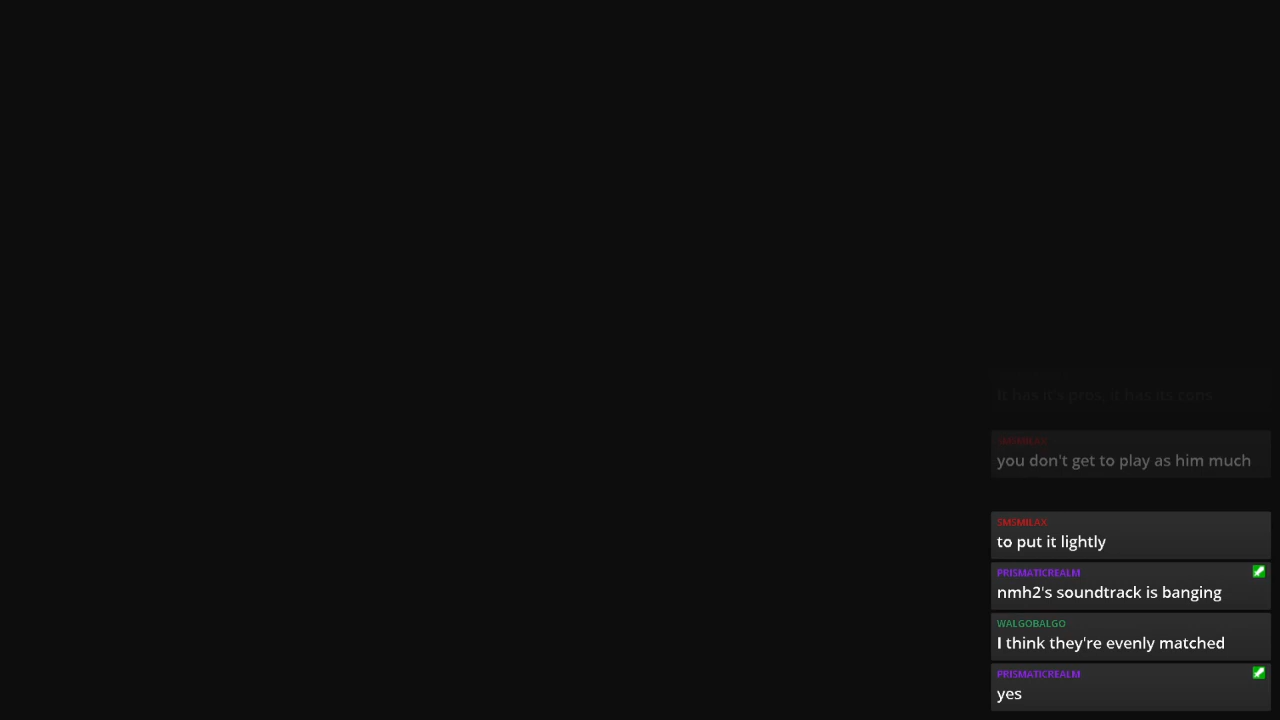 It has it's pros, it has its cons
SMSMILAX
you don't get to play as him much
SMSMILAX
to put it lightly
PRISMATICREALM
nmh2's soundtrack is banging
WALGOBALGO
I think they're evenly matched
PRISMATICREALM
yes